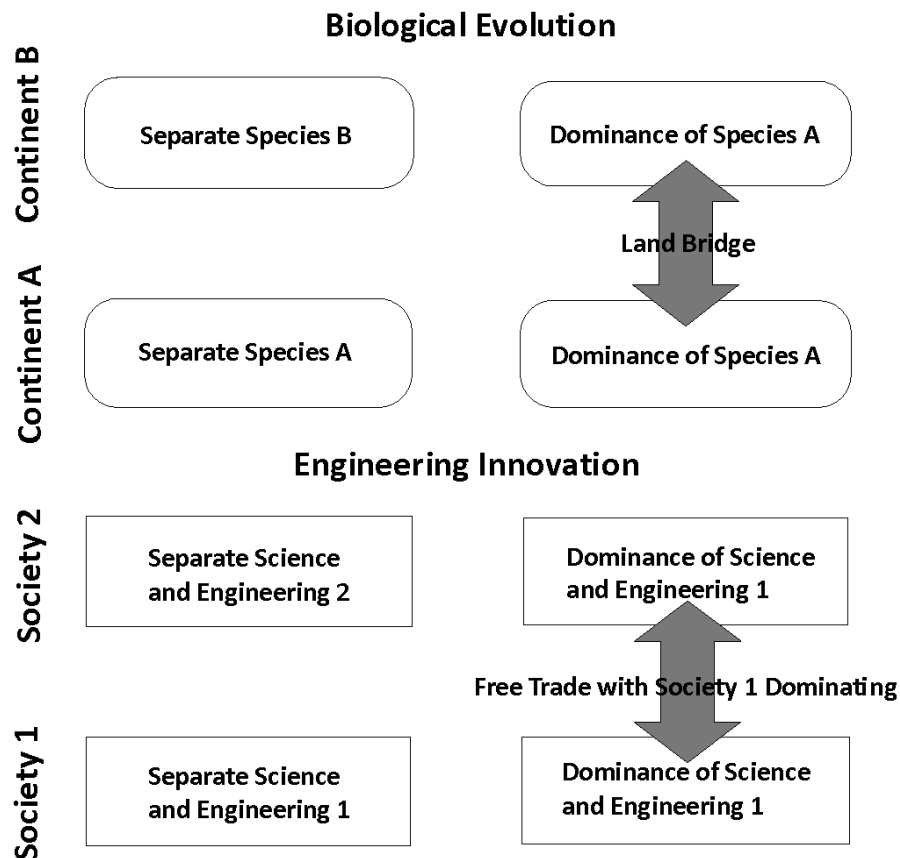 Biological Evolution
Continent B
Separate Species B
Dominance of Species A
Land Bridge
Continent A
Separate Species A
Dominance of Species A
Engineering Innovation
Society 2
Separate Science
and Engineering 2
Dominance of Science
and Engineering 1
Free Trade with Society 1 Dominating
Society 1
Separate Science
and Engineering 1
Dominance of Science
and Engineering 1